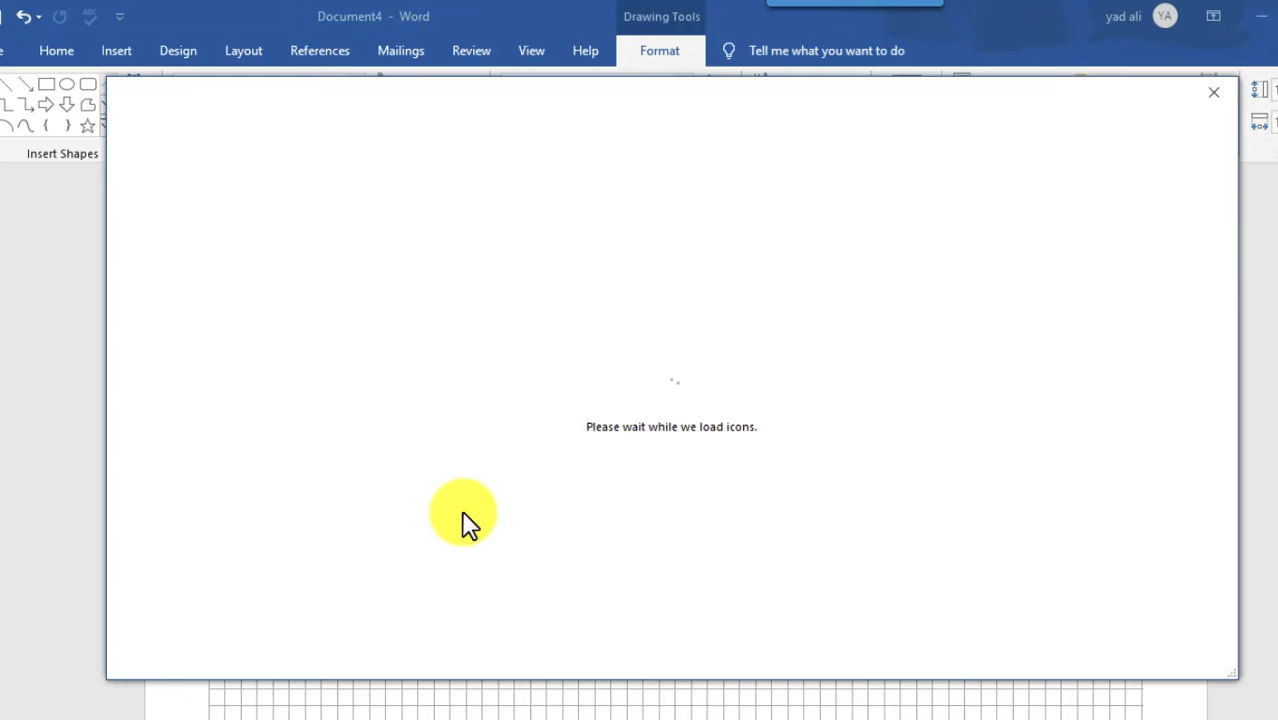 Document4 - Word
Drawing Tools
yad ali
YA
Home Insert Design Layout References Mailings Review View Help Format Tell me what you want to do
Insert Shapes
Please wait while we load icons.